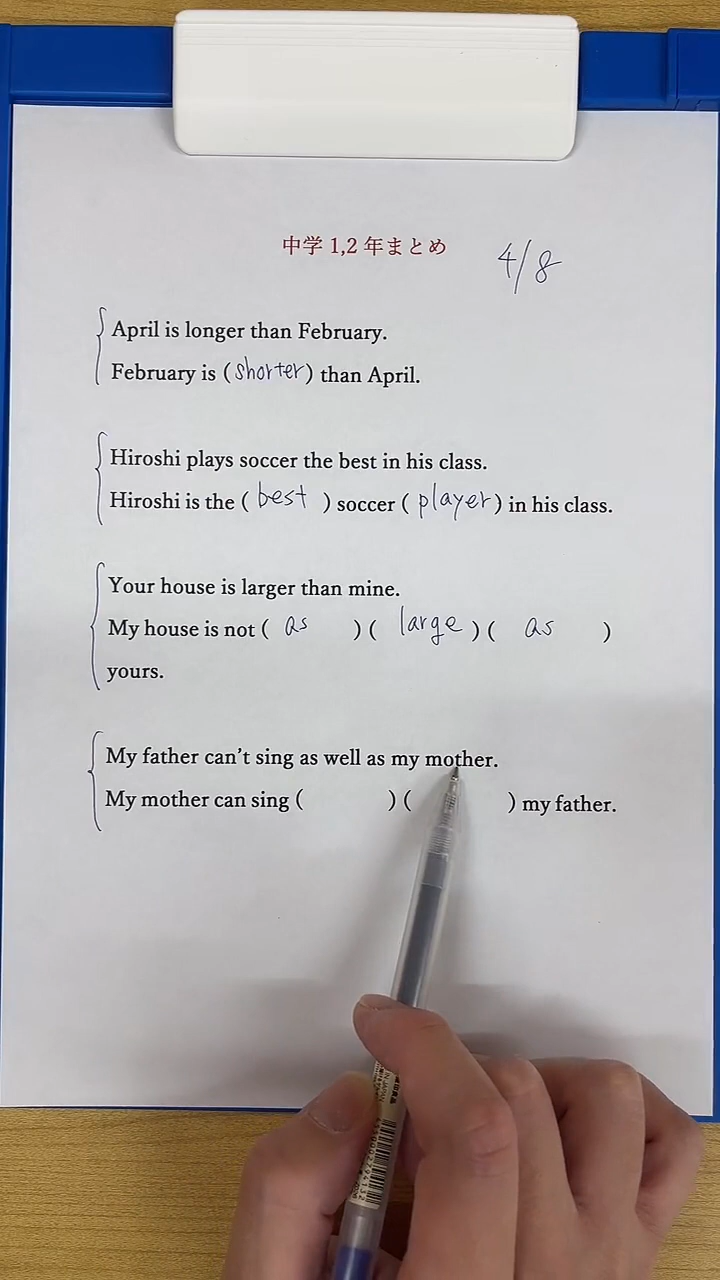 中学 1,2 年まとめ 4/8
April is longer than February.
February is (shorter) than April.
Hiroshi plays soccer the best in his class.
Hiroshi is the ( best ) soccer ( player) in his class.
Your house is larger than mine.
My house is not ( as )( large )( as )
yours.
My father can't sing as well as my mother.
My mother can sing ( )( ) my father.